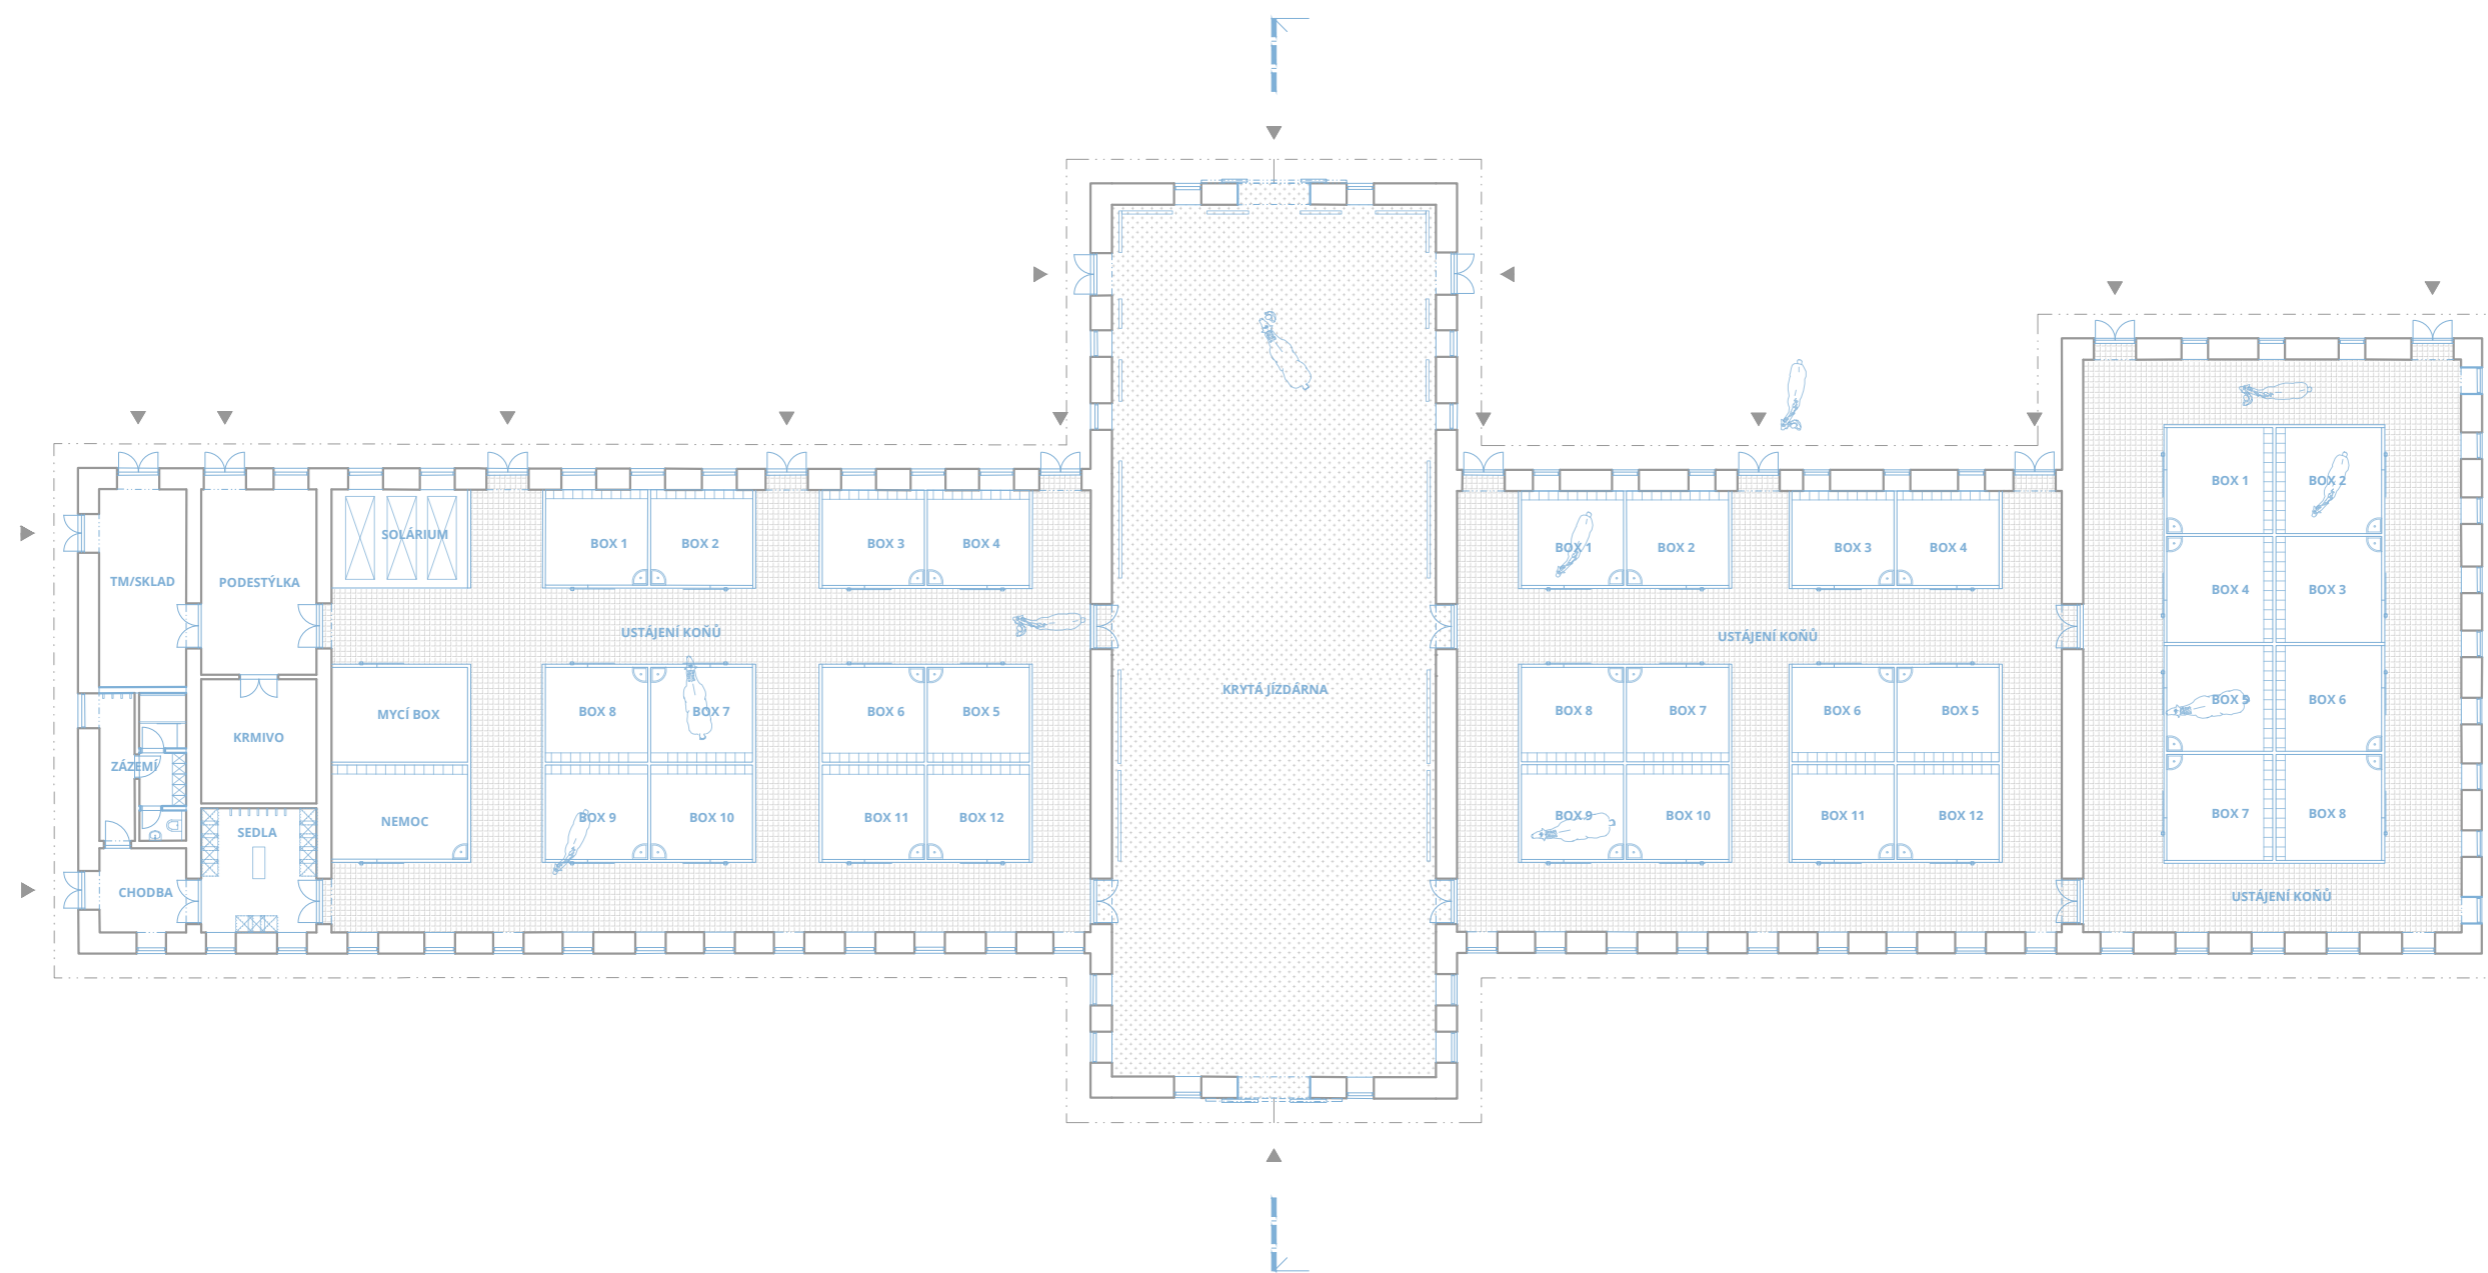 BOX 1
BOX 2
SOLÁRIUM
BOX 1
BOX 2
BOX 3
BOX 4
BOX 1
BOX 2
BOX 3
BOX 4
TM/SKLAD
PODESTÝLKA
BOX 4
BOX 3
USTÁJENÍ KOŇŮ
USTÁJENÍ KOŇŮ
KRYTÁ JÍZDÁRNA
BOX 5
BOX 6
MYCÍ BOX
BOX 8
BOX 7
BOX 6
BOX 5
BOX 8
BOX 7
BOX 6
BOX 5
KRMIVO
ZÁZEMÍ
NEMOC
BOX 9
BOX 10
BOX 11
BOX 12
BOX 9
BOX 10
BOX 11
BOX 12
BOX 7
BOX 8
SEDLA
CHODBA
USTÁJENÍ KOŇŮ